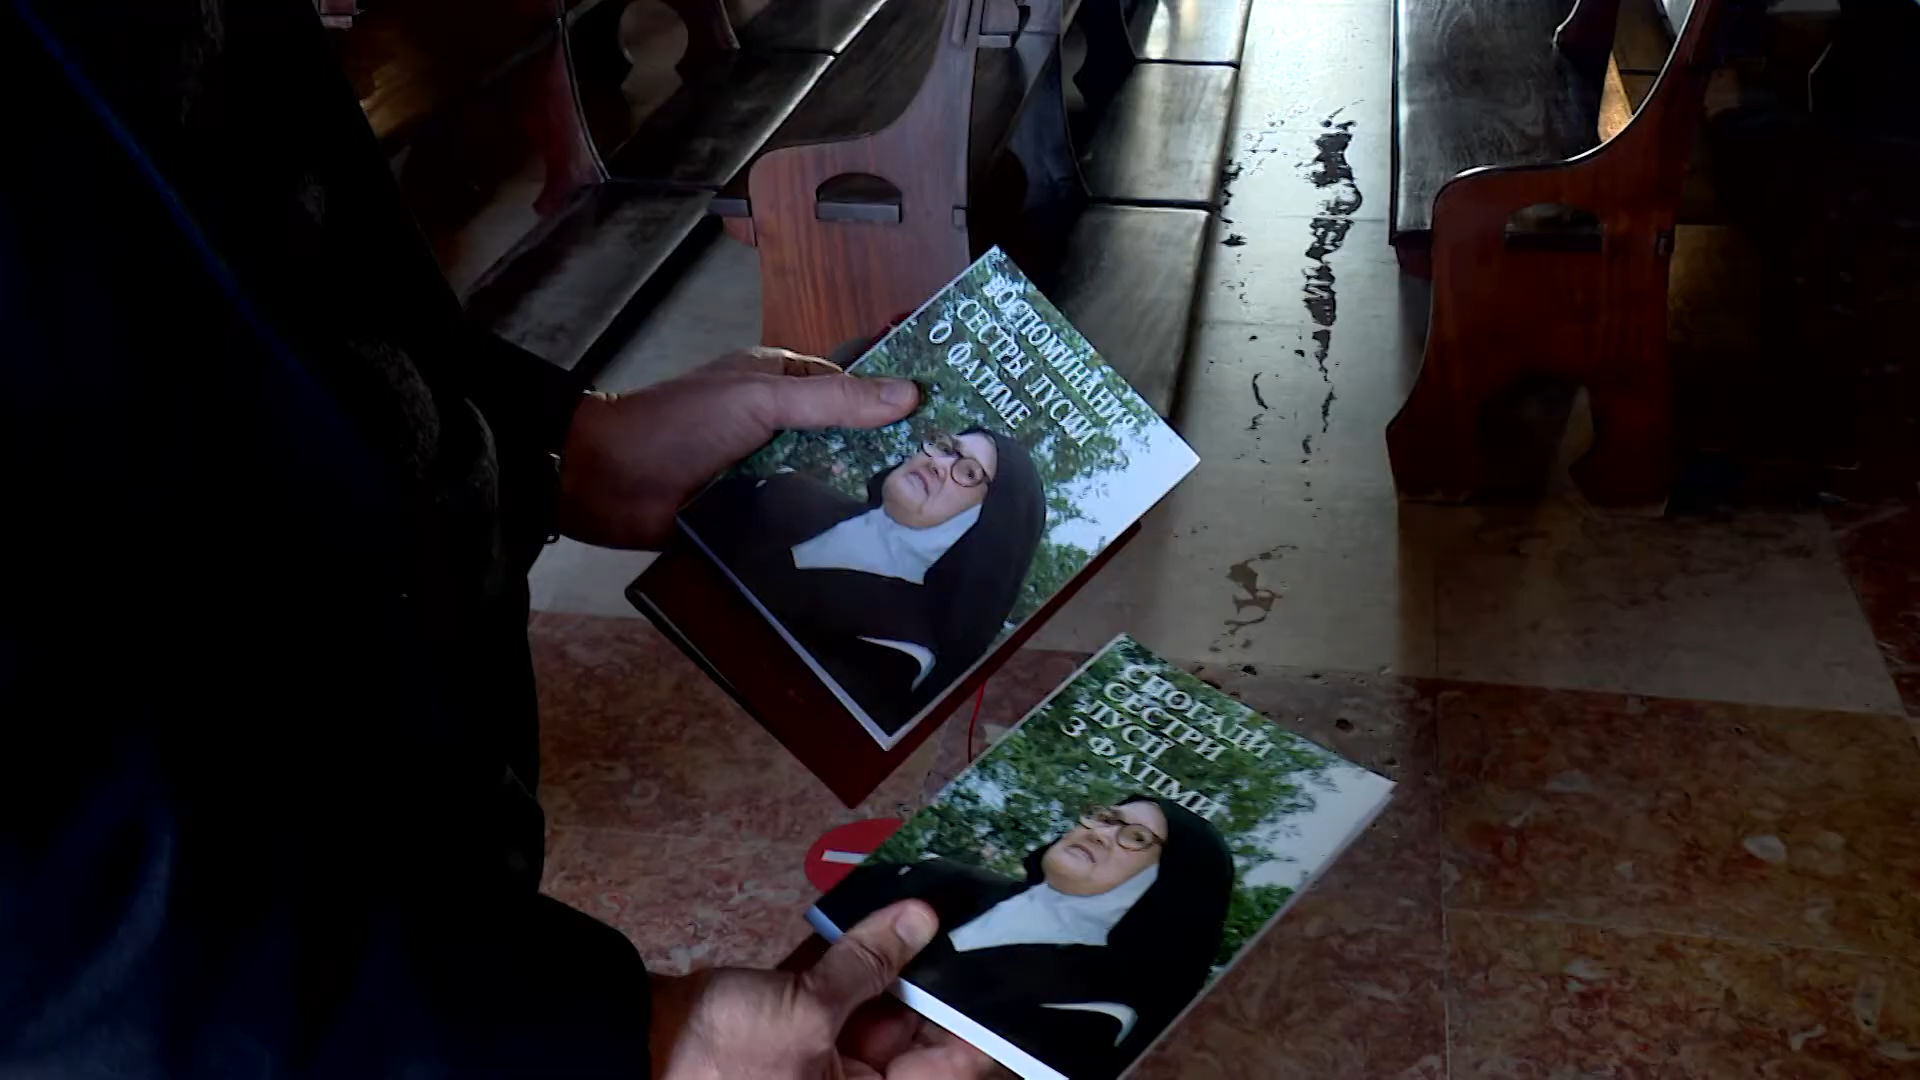 ВОСПОМИНАНИЯ
СЕСТРЫ ЛУСИИ
О ФАТИМЕ
СПОГАДИ
СЕСТРИ
ЛУСІЇ
З ФАТІМИ